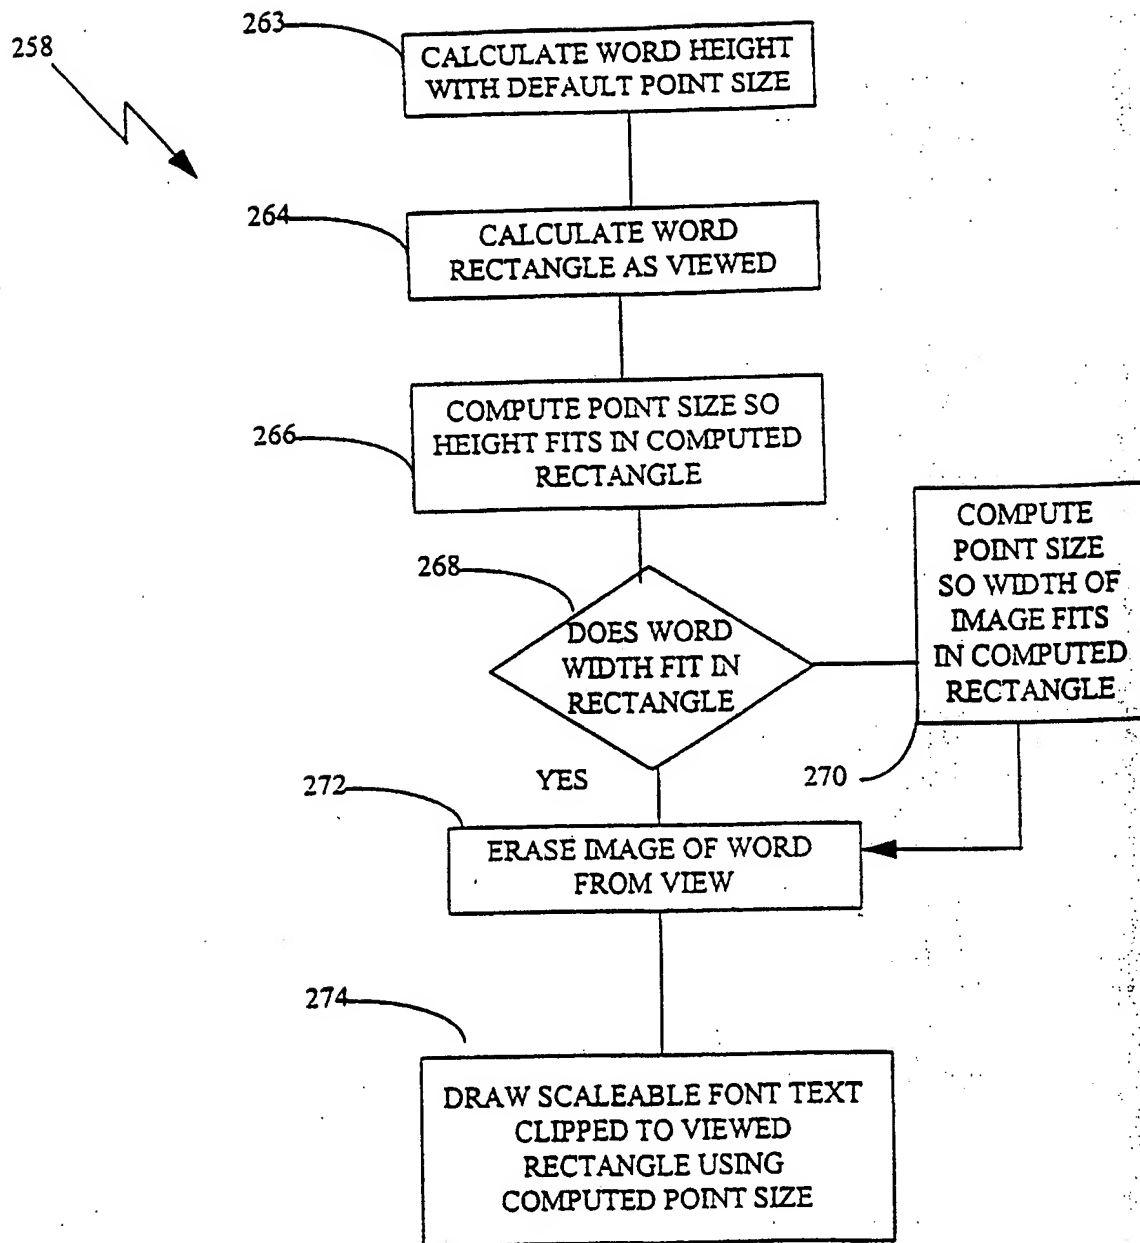 263
258
CALCULATE WORD HEIGHT
WITH DEFAULT POINT SIZE
264
CALCULATE WORD
RECTANGLE AS VIEWED
266
COMPUTE POINT SIZE SO
HEIGHT FITS IN COMPUTED
RECTANGLE
268
DOES WORD
WIDTH FIT IN
RECTANGLE
COMPUTE
POINT SIZE
SO WIDTH OF
IMAGE FITS
IN COMPUTED
RECTANGLE
270
YES
272
ERASE IMAGE OF WORD
FROM VIEW
274
DRAW SCALEABLE FONT TEXT
CLIPPED TO VIEWED
RECTANGLE USING
COMPUTED POINT SIZE